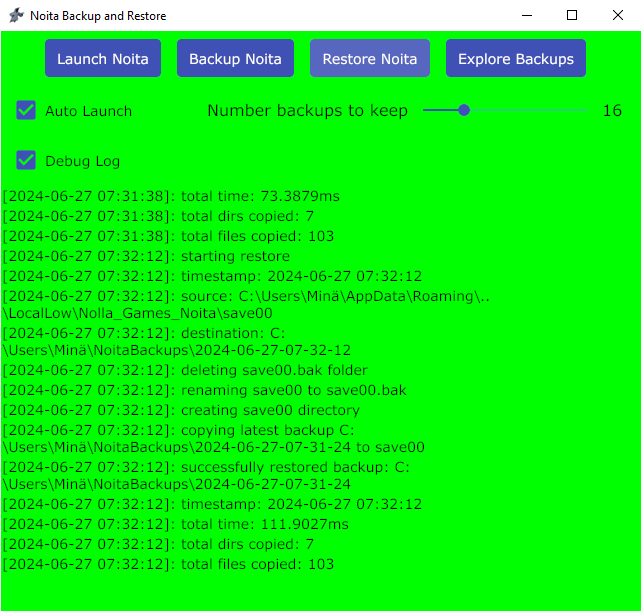 Noita Backup and Restore
Launch Noita
Backup Noita
Restore Noita
Explore Backups
Auto Launch
Number backups to keep
16
Debug Log
[2024-06-27 07:31:38]: total time: 73.3879ms
[2024-06-27 07:31:38]: total dirs copied: 7
[2024-06-27 07:31:38]: total files copied: 103
[2024-06-27 07:32:12]: starting restore
[2024-06-27 07:32:12]: timestamp: 2024-06-27 07:32:12
[2024-06-27 07:32:12]: source: C:\Users\Minä\AppData\Roaming\..
\LocalLow\Nolla_Games_Noita\save00
[2024-06-27 07:32:12]: destination: C:
\Users\Minä\NoitaBackups\2024-06-27-07-32-12
[2024-06-27 07:32:12]: deleting save00.bak folder
[2024-06-27 07:32:12]: renaming save00 to save00.bak
[2024-06-27 07:32:12]: creating save00 directory
[2024-06-27 07:32:12]: copying latest backup C:
\Users\Minä\NoitaBackups\2024-06-27-07-31-24 to save00
[2024-06-27 07:32:12]: successfully restored backup: C:
\Users\Minä\NoitaBackups\2024-06-27-07-31-24
[2024-06-27 07:32:12]: timestamp: 2024-06-27 07:32:12
[2024-06-27 07:32:12]: total time: 111.9027ms
[2024-06-27 07:32:12]: total dirs copied: 7
[2024-06-27 07:32:12]: total files copied: 103